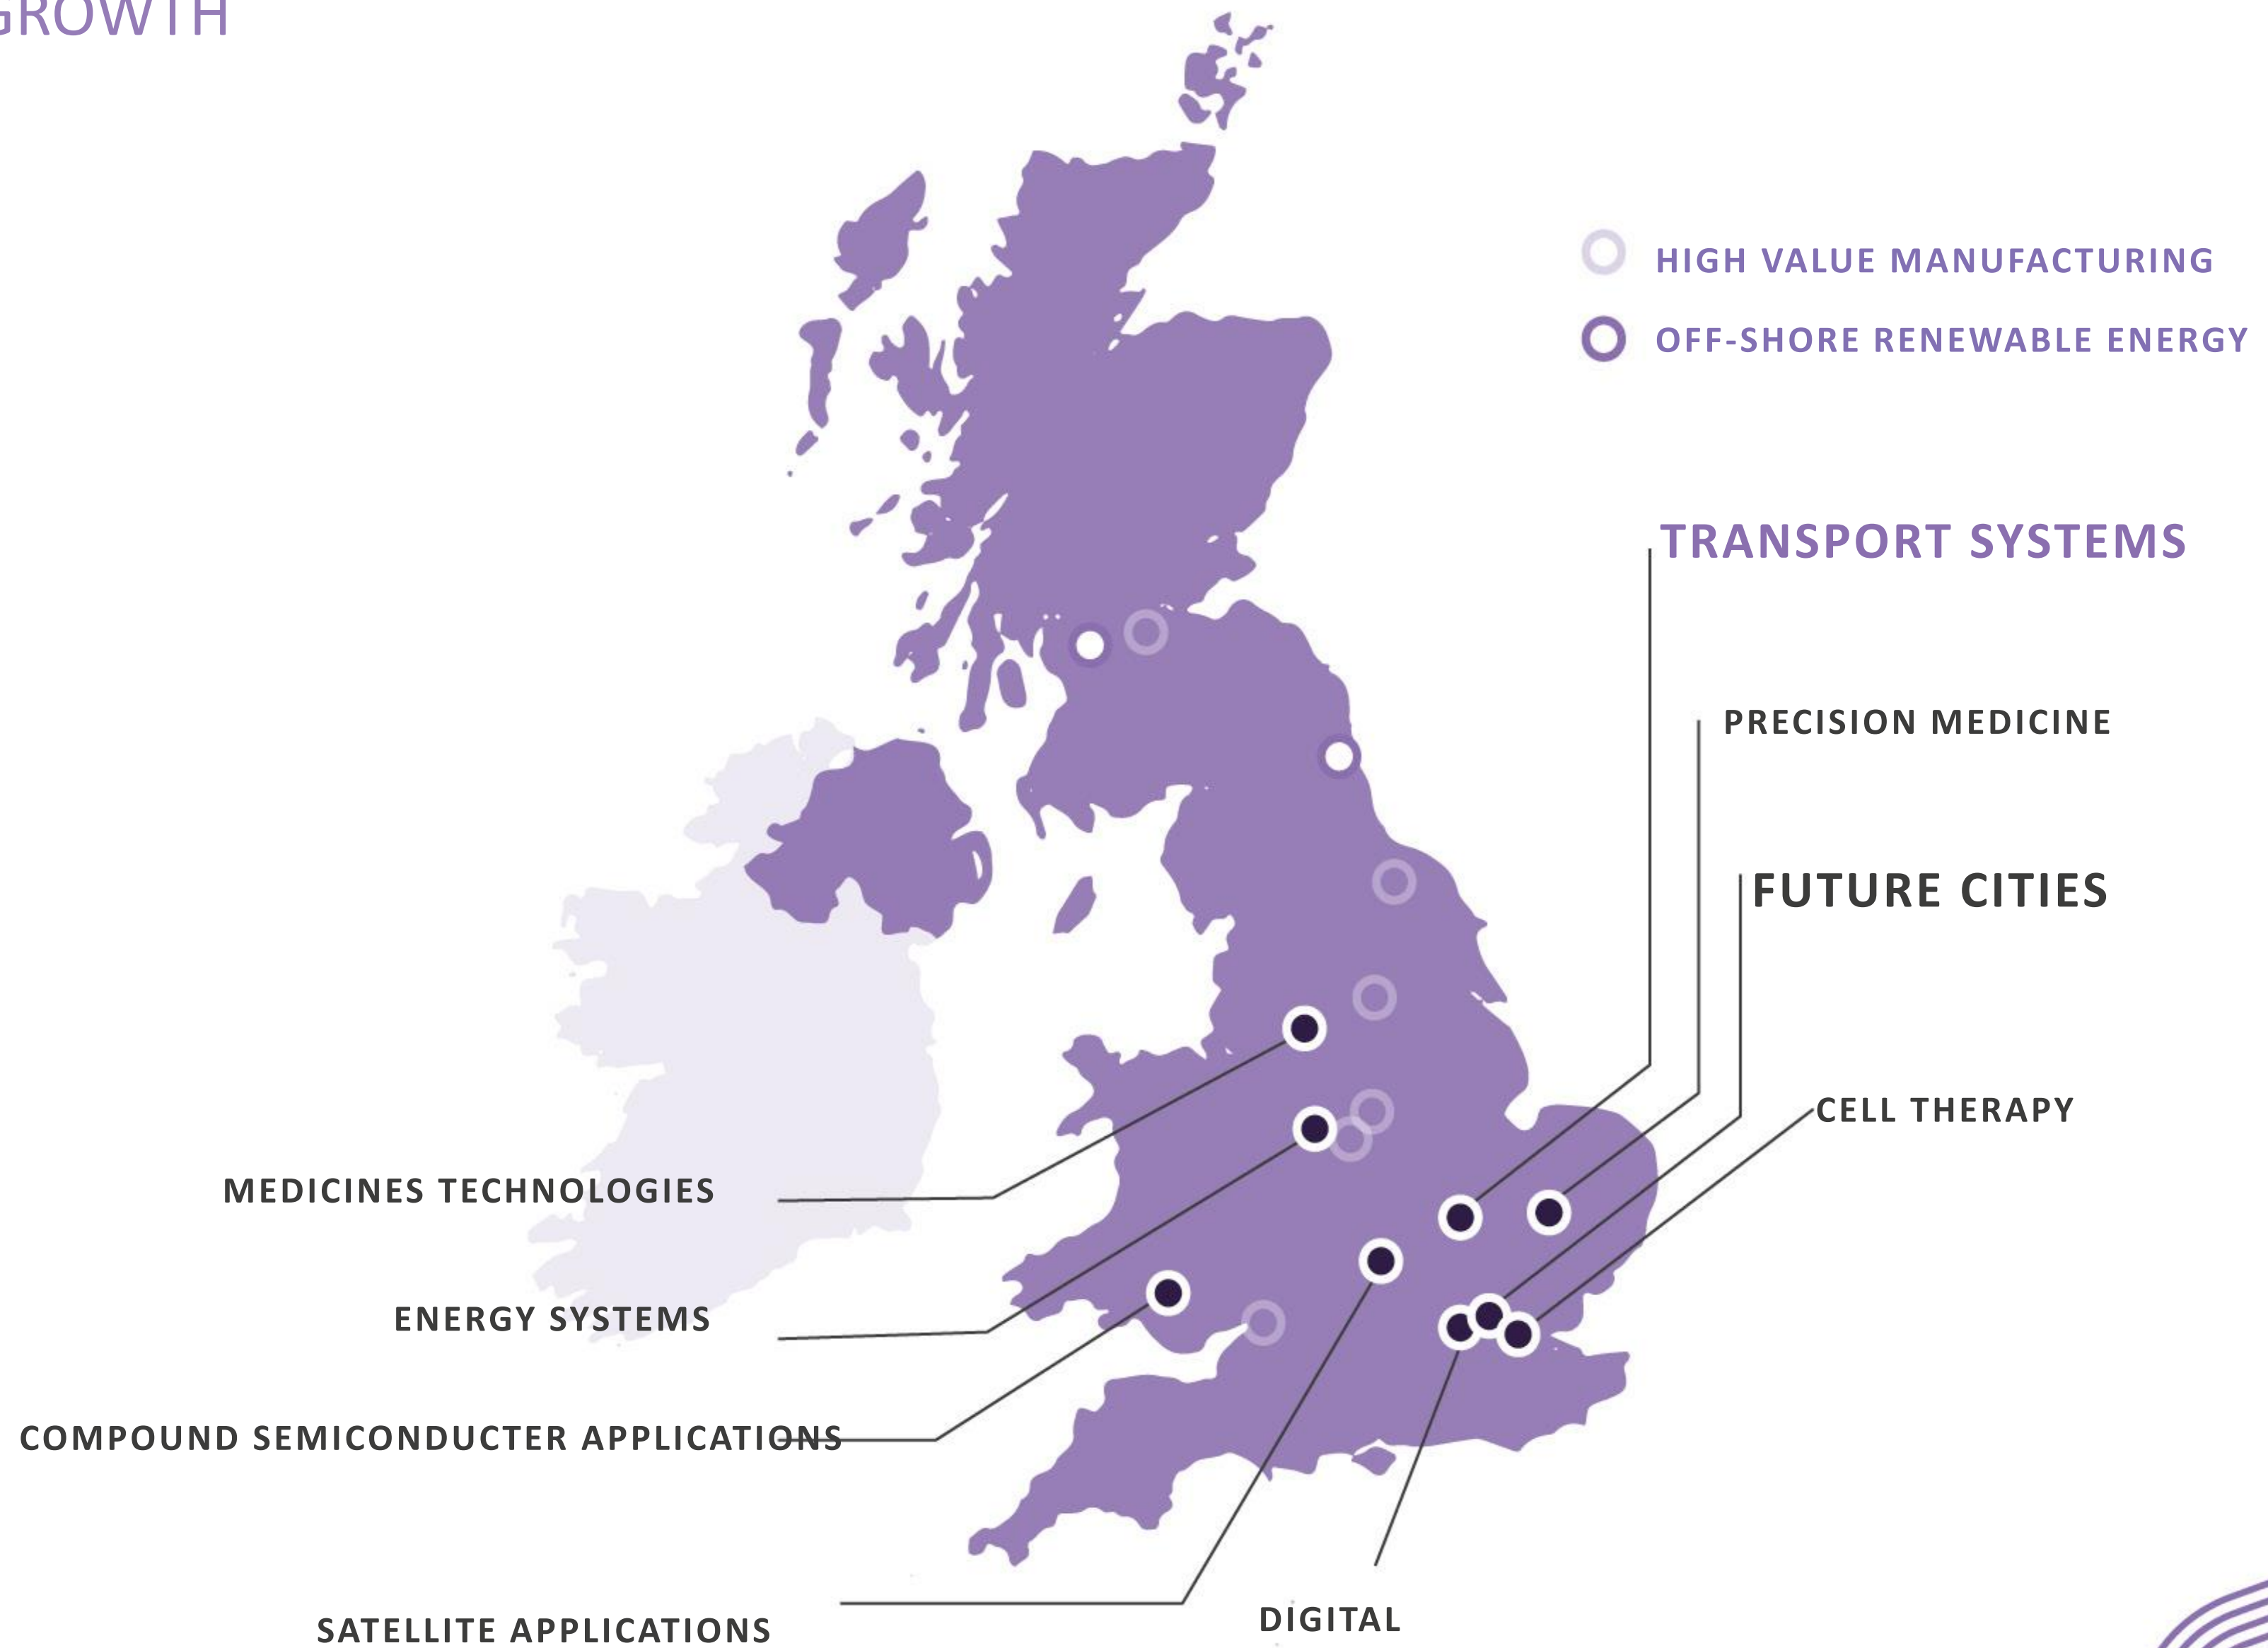 GROWTH
HIGH VALUE MANUFACTURING
OFF-SHORE RENEWABLE ENERGY
TRANSPORT SYSTEMS
PRECISION MEDICINE
FUTURE CITIES
CELL THERAPY
MEDICINES TECHNOLOGIES
ENERGY SYSTEMS
COMPOUND SEMICONDUCTER APPLICATIONS
SATELLITE APPLICATIONS
DIGITAL